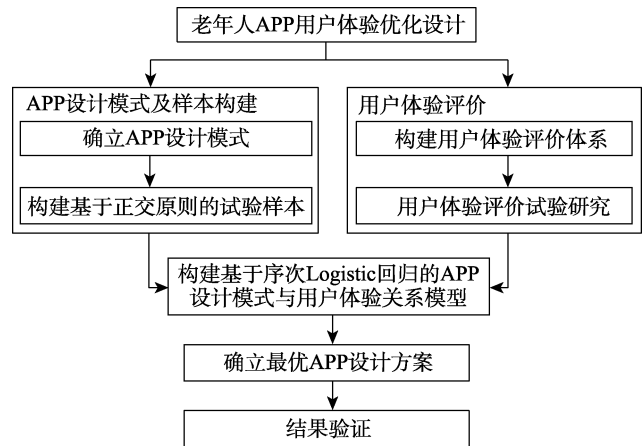 老年人APP用户体验优化设计
APP设计模式及样本构建
确立APP设计模式
构建基于正交原则的试验样本
用户体验评价
构建用户体验评价体系
用户体验评价试验研究
构建基于序次Logistic回归的APP
设计模式与用户体验关系模型
确立最优APP设计方案
结果验证